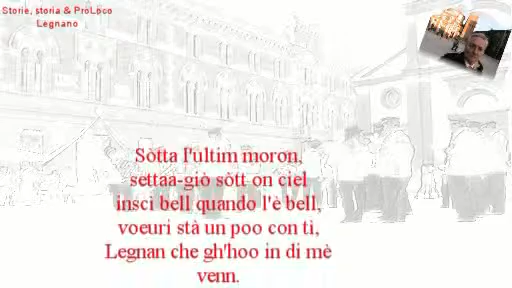 Storie, storia & ProLoco
Legnano
Sòtta l'ultim moron,
settaa-giò sòtt on ciel
insci bell quando l'è bell,
voeuri stà un poo con ti,
Legnan che gh'hoo in di mè
venn.